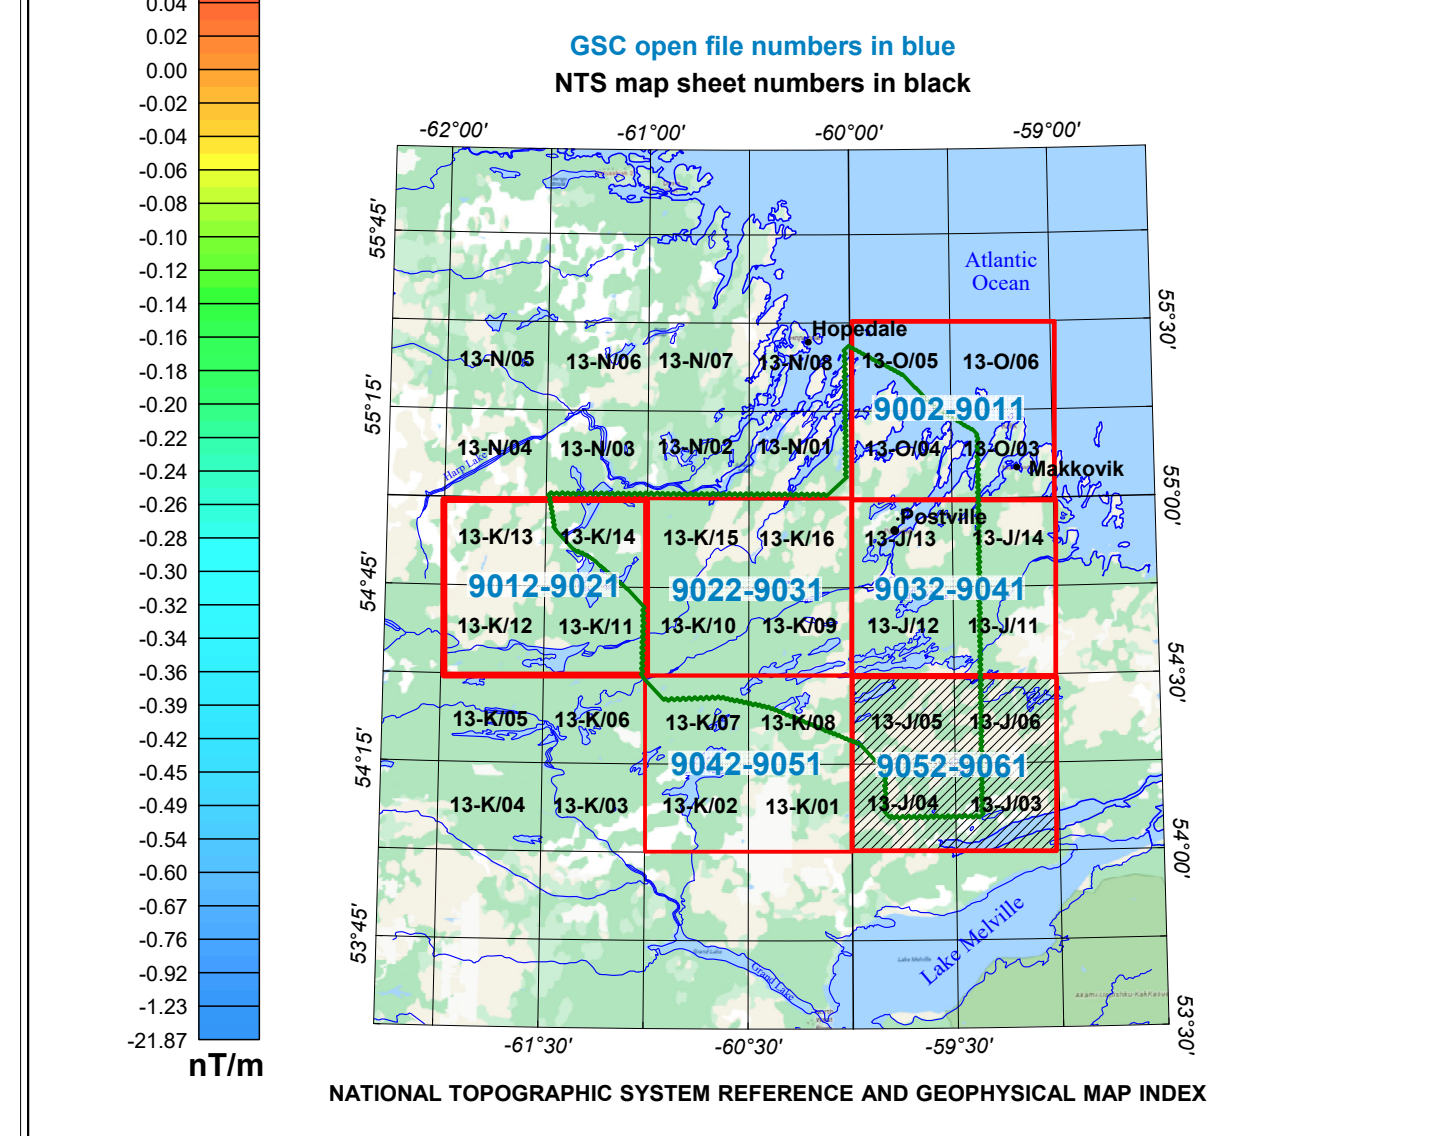 0.04
0.02
0.00
-0.02
-0.04
-0.06
-0.08
-0.10
-0.12
-0.14
-0.16
-0.18
-0.20
-0.22
-0.24
-0.26
-0.28
-0.30
-0.32
-0.34
-0.36
-0.39
-0.42
-0.45
-0.49
-0.54
-0.60
-0.67
-0.76
-0.92
-1.23
-21.87
nT/m
GSC open file numbers in blue
NTS map sheet numbers in black
-62°00' -61°00' -60°00' -59°00'
55°45'
Atlantic
Ocean
55°30'
Hopedale
13-N/05 13-N/06 13-N/07 13-N/08 13-O/05 13-O/06
55°15'
9002-9011
13-N/04 13-N/03 13-N/02 13-N/01 13-O/04 13-O/03
Harp Lake
Makkovik
55°00'
Postville
13-K/13 13-K/14 13-K/15 13-K/16 13-J/13 13-J/14
54°45'
9012-9021 9022-9031 9032-9041
13-K/12 13-K/11 13-K/10 13-K/09 13-J/12 13-J/11
54°30'
13-K/05 13-K/06 13-K/07 13-K/08 13-J/05 13-J/06
54°15'
9042-9051 9052-9061
13-K/04 13-K/03 13-K/02 13-K/01 13-J/04 13-J/03
54°00'
53°45'
Lake Melville
Lake Melville
Grand Lake
Grand Lake
53°30'
-61°30' -60°30' -59°30'
NATIONAL TOPOGRAPHIC SYSTEM REFERENCE AND GEOPHYSICAL MAP INDEX